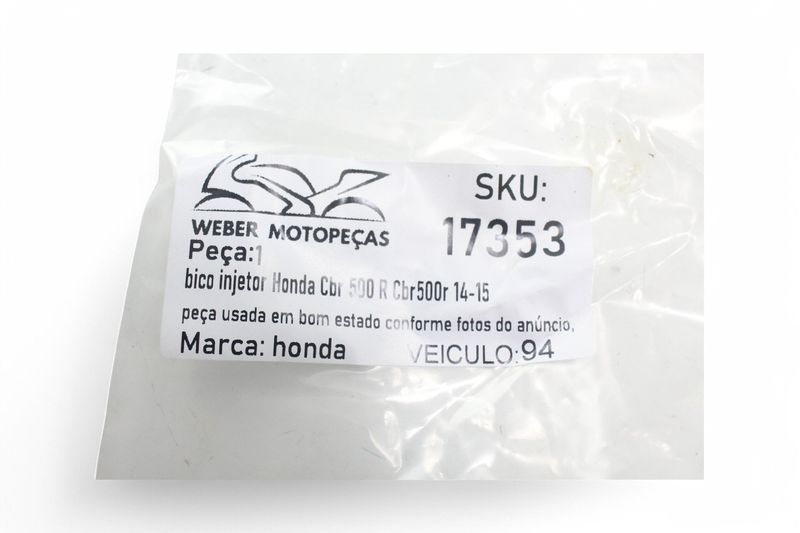 SKU:
17353
WEBER MOTOPEÇAS
Peça:1
bico injetor Honda Cbr 500 R Cbr500r 14-15
peça usada em bom estado conforme fotos do anúncio,
Marca: honda VEICULO:94